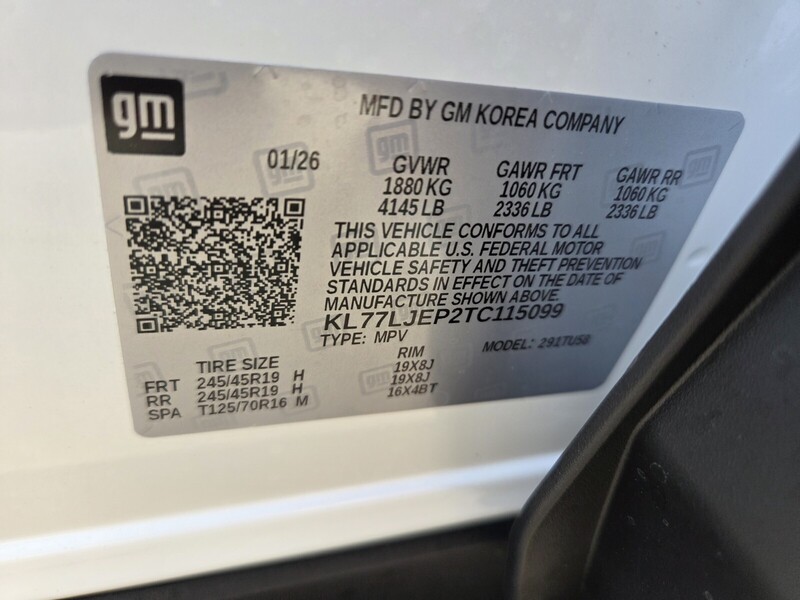 gm
MFD BY GM KOREA COMPANY
01/26 GVWR GAWR FRT GAWR RR
1880 KG 1060 KG 1060 KG
4145 LB 2336 LB 2336 LB
THIS VEHICLE CONFORMS TO ALL
APPLICABLE U.S. FEDERAL MOTOR
VEHICLE SAFETY AND THEFT PREVENTION
STANDARDS IN EFFECT ON THE DATE OF
MANUFACTURE SHOWN ABOVE.
KL77LJEP2TC115099
TYPE: MPV MODEL: 291TU58
TIRE SIZE RIM
FRT 245/45R19 H 19X8J
RR 245/45R19 H 19X8J
SPA T125/70R16 M 16X4BT